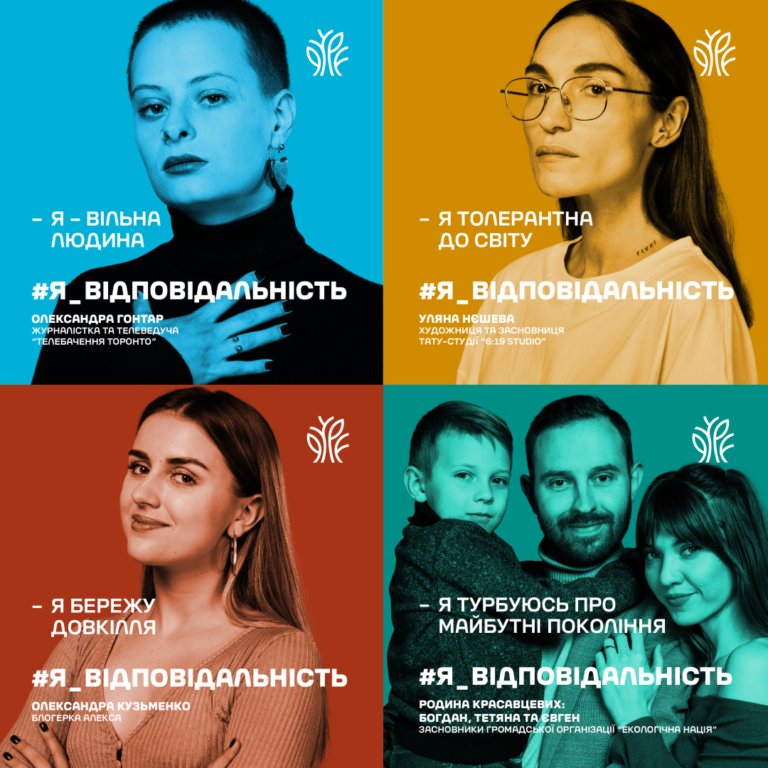 – Я – ВІЛЬНА
ЛЮДИНА
#Я_ВІДПОВІДАЛЬНІСТЬ
ОЛЕКСАНДРА ГОНТАР
ЖУРНАЛІСТКА ТА ТЕЛЕВЕДУЧА
"ТЕЛЕБАЧЕННЯ ТОРОНТО"
– Я ТОЛЕРАНТНА
ДО СВІТУ
river
#Я_ВІДПОВІДАЛЬНІСТЬ
УЛЯНА НЄШЕВА
ХУДОЖНИЦЯ ТА ЗАСНОВНИЦЯ
ТАТУ-СТУДІЇ "6:19 STUDIO"
– Я БЕРЕЖУ
ДОВКІЛЛЯ
#Я_ВІДПОВІДАЛЬНІСТЬ
ОЛЕКСАНДРА КУЗЬМЕНКО
БЛОГЕРКА АЛЕКСА
– Я ТУРБУЮСЬ ПРО
МАЙБУТНІ ПОКОЛІННЯ
#Я_ВІДПОВІДАЛЬНІСТЬ
РОДИНА КРАСАВЦЕВИХ:
БОГДАН, ТЕТЯНА ТА ЄВГЕН
ЗАСНОВНИКИ ГРОМАДСЬКОЇ ОРГАНІЗАЦІЇ "ЕКОЛОГІЧНА НАЦІЯ"